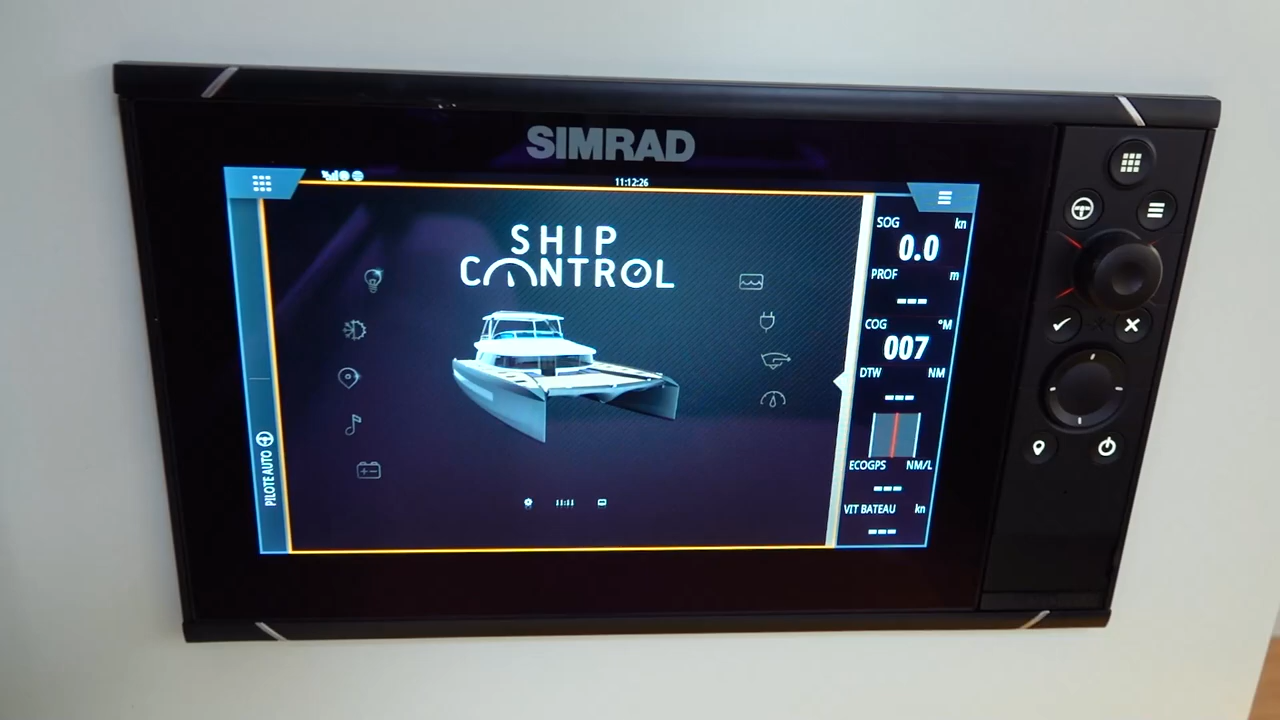 SIMRAD
11:12:26
SHIP
CONTROL
PILOTE AUTO
SOG kn
0.0
PROF m
---
COG °M
007
DTW NM
---
ECOGPS NM/L
---
VIT BATEAU kn
---